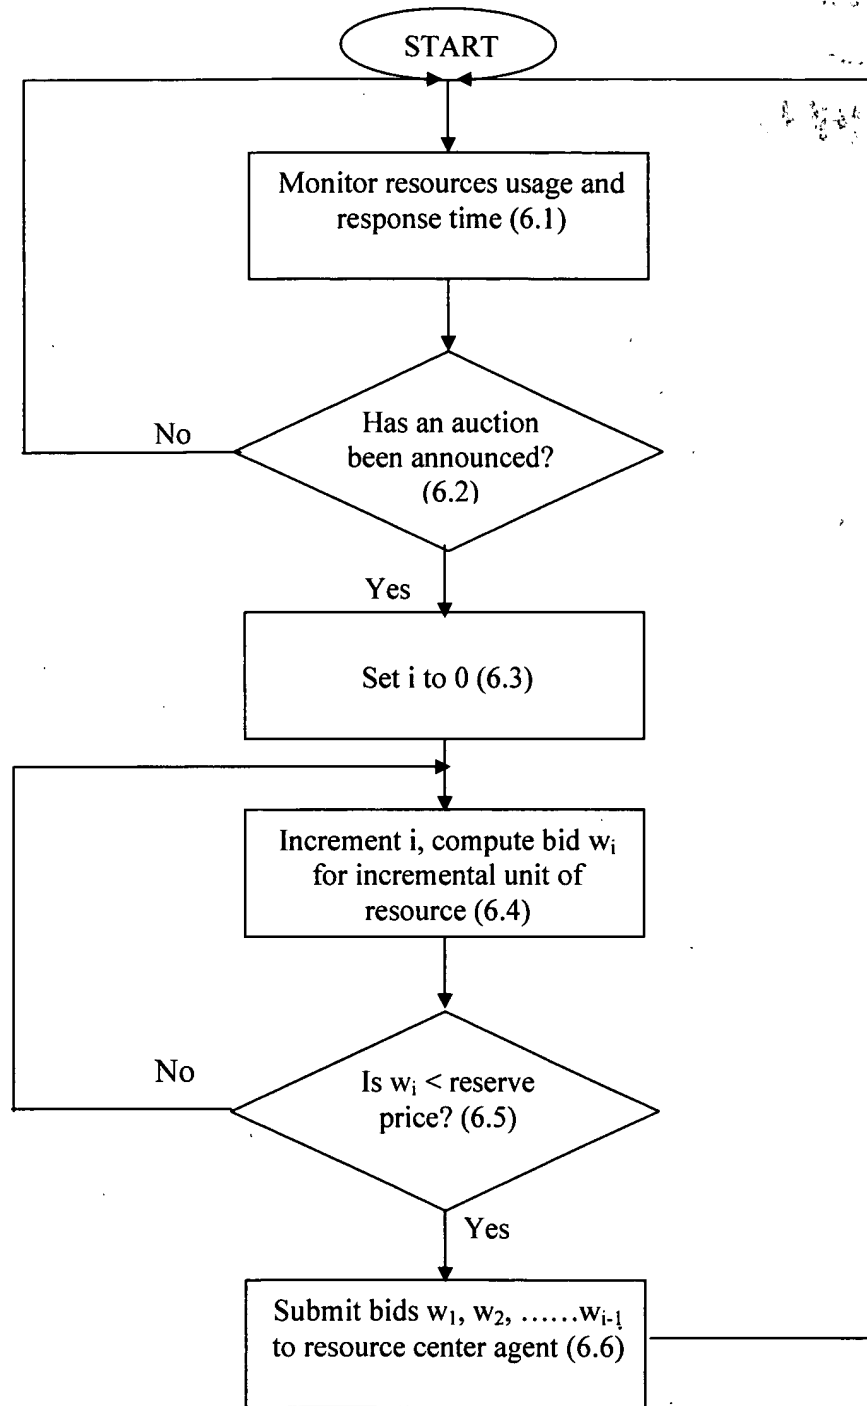 START
Monitor resources usage and
response time (6.1)
Has an auction
been announced?
(6.2)
No
Yes
Set i to 0 (6.3)
Increment i, compute bid wᵢ
for incremental unit of
resource (6.4)
No
Is wᵢ < reserve
price? (6.5)
Yes
Submit bids w₁, w₂, ……wᵢ₋₁
to resource center agent (6.6)